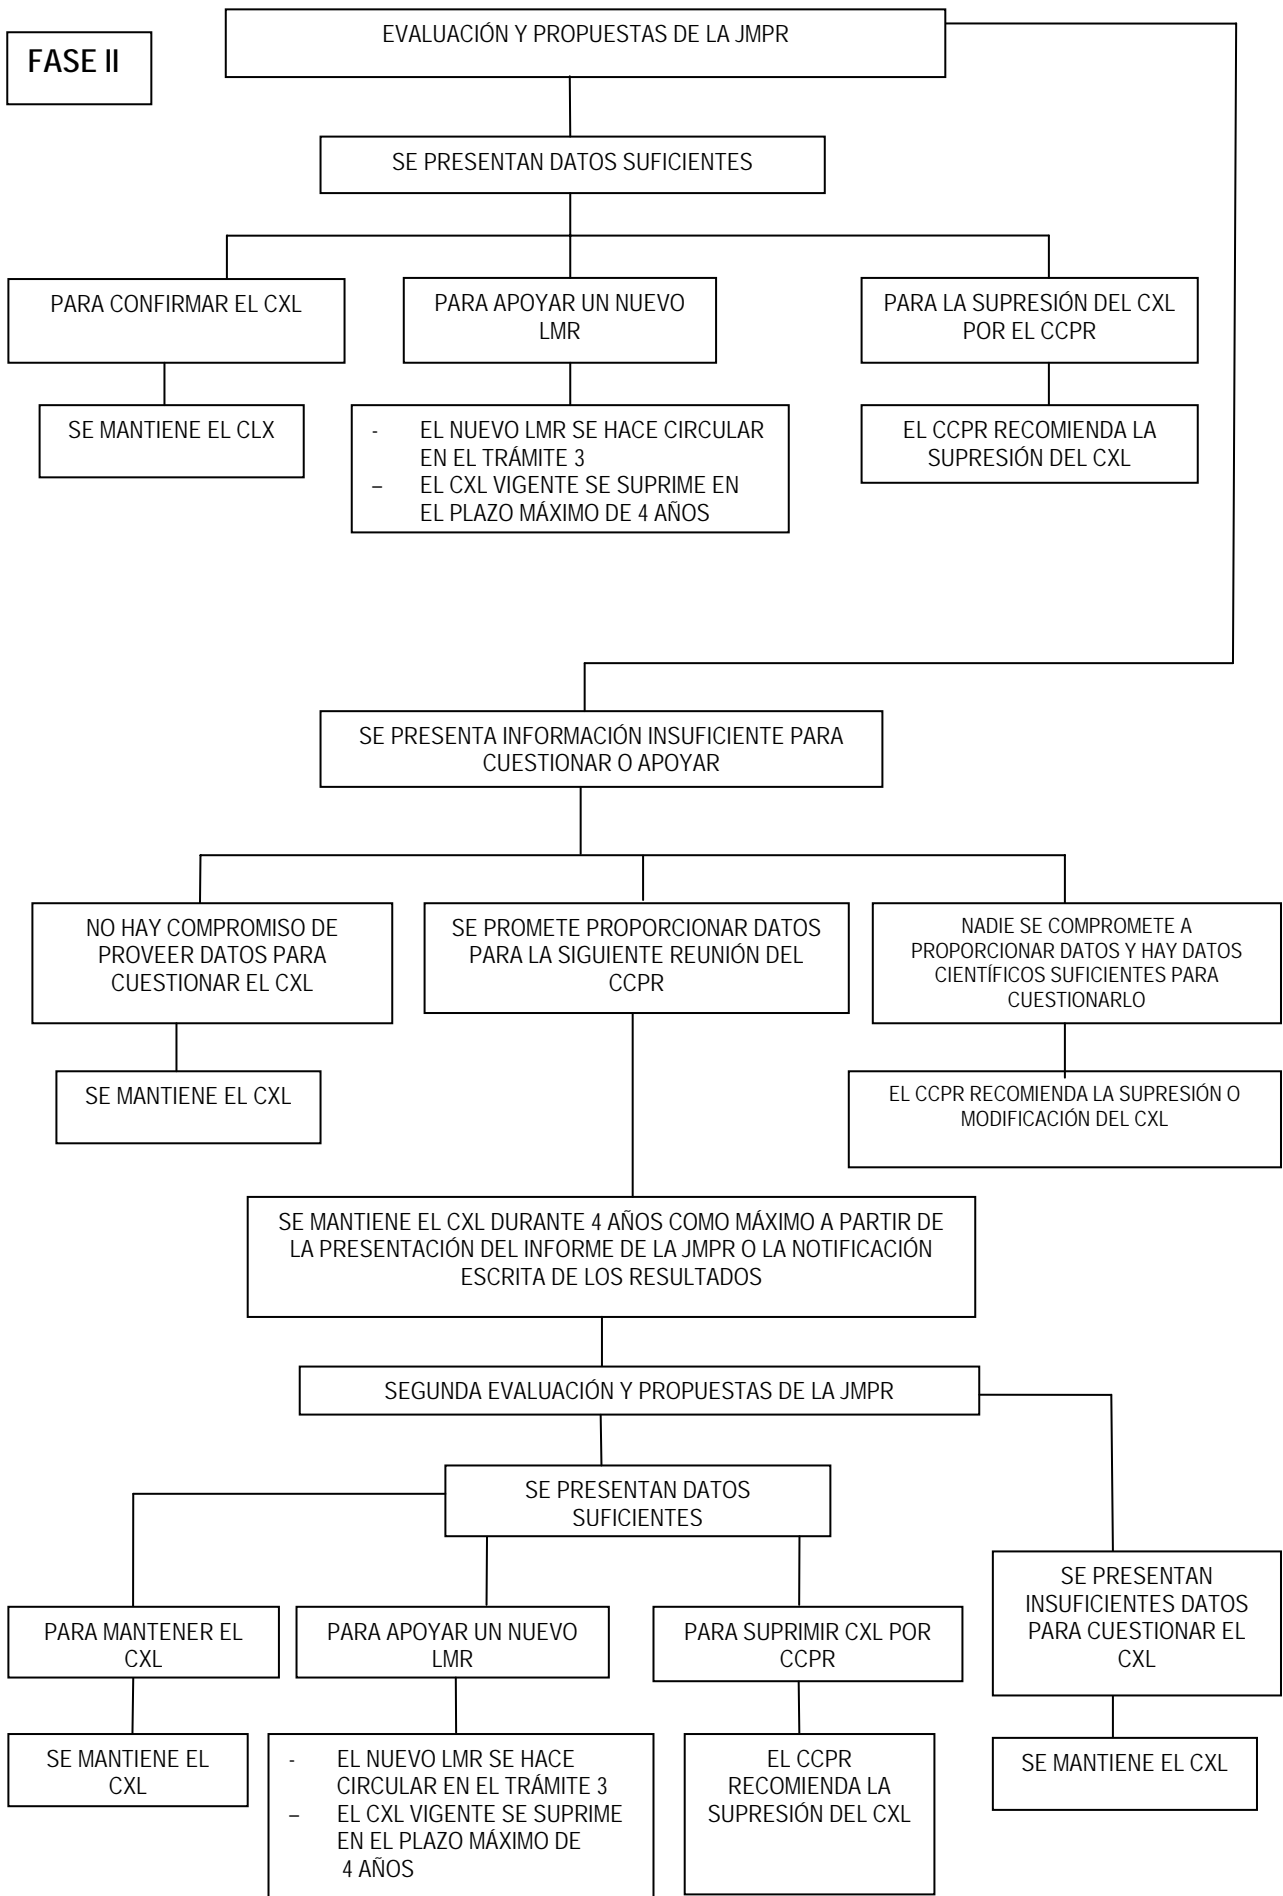 EVALUACIÓN Y PROPUESTAS DE LA JMPR
FASE II
SE PRESENTAN DATOS SUFICIENTES
PARA CONFIRMAR EL CXL
PARA APOYAR UN NUEVO
LMR
PARA LA SUPRESIÓN DEL CXL
POR EL CCPR
SE MANTIENE EL CLX
- EL NUEVO LMR SE HACE CIRCULAR
EN EL TRÁMITE 3
– EL CXL VIGENTE SE SUPRIME EN
EL PLAZO MÁXIMO DE 4 AÑOS
EL CCPR RECOMIENDA LA
SUPRESIÓN DEL CXL
SE PRESENTA INFORMACIÓN INSUFICIENTE PARA
CUESTIONAR O APOYAR
NO HAY COMPROMISO DE
PROVEER DATOS PARA
CUESTIONAR EL CXL
SE PROMETE PROPORCIONAR DATOS
PARA LA SIGUIENTE REUNIÓN DEL
CCPR
NADIE SE COMPROMETE A
PROPORCIONAR DATOS Y HAY DATOS
CIENTÍFICOS SUFICIENTES PARA
CUESTIONARLO
SE MANTIENE EL CXL
EL CCPR RECOMIENDA LA SUPRESIÓN O
MODIFICACIÓN DEL CXL
SE MANTIENE EL CXL DURANTE 4 AÑOS COMO MÁXIMO A PARTIR DE
LA PRESENTACIÓN DEL INFORME DE LA JMPR O LA NOTIFICACIÓN
ESCRITA DE LOS RESULTADOS
SEGUNDA EVALUACIÓN Y PROPUESTAS DE LA JMPR
SE PRESENTAN DATOS
SUFICIENTES
SE PRESENTAN
INSUFICIENTES DATOS
PARA CUESTIONAR EL
CXL
PARA MANTENER EL
CXL
PARA APOYAR UN NUEVO
LMR
PARA SUPRIMIR CXL POR
CCPR
SE MANTIENE EL
CXL
- EL NUEVO LMR SE HACE
CIRCULAR EN EL TRÁMITE 3
– EL CXL VIGENTE SE SUPRIME
EN EL PLAZO MÁXIMO DE
4 AÑOS
EL CCPR
RECOMIENDA LA
SUPRESIÓN DEL CXL
SE MANTIENE EL CXL